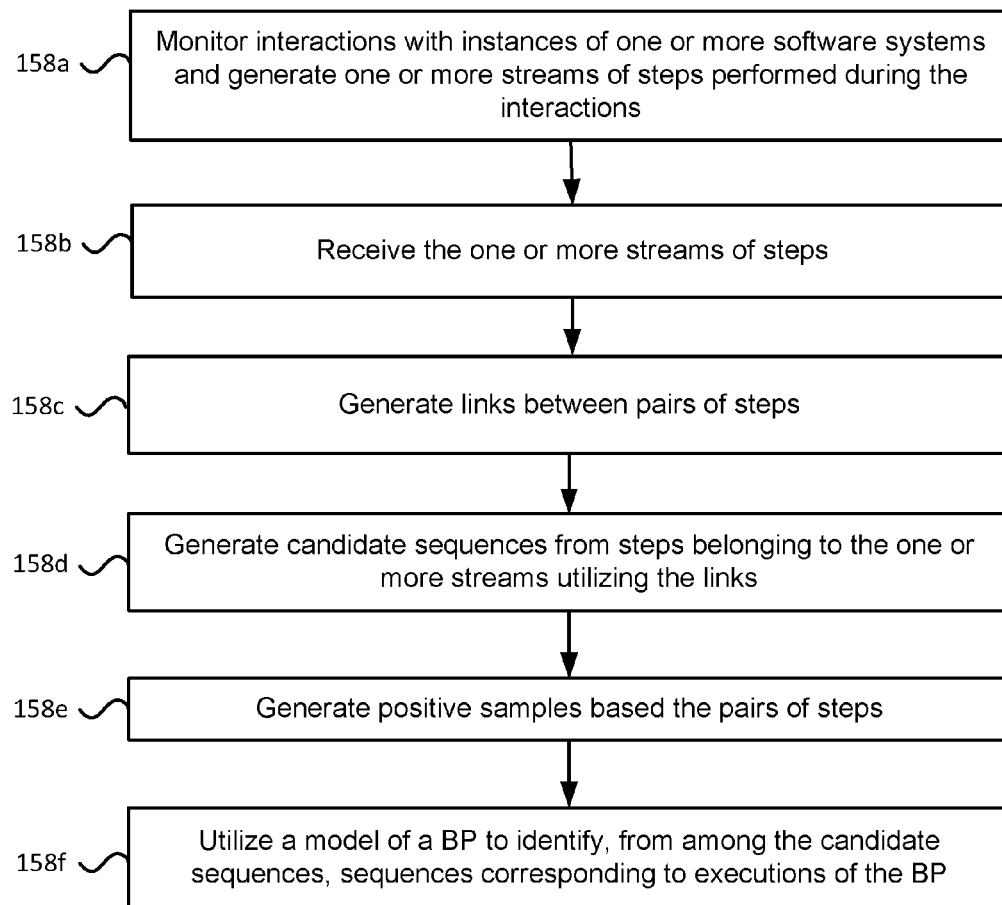 158a
Monitor interactions with instances of one or more software systems
and generate one or more streams of steps performed during the
interactions
158b
Receive the one or more streams of steps
158c
Generate links between pairs of steps
158d
Generate candidate sequences from steps belonging to the one or
more streams utilizing the links
158e
Generate positive samples based the pairs of steps
158f
Utilize a model of a BP to identify, from among the candidate
sequences, sequences corresponding to executions of the BP